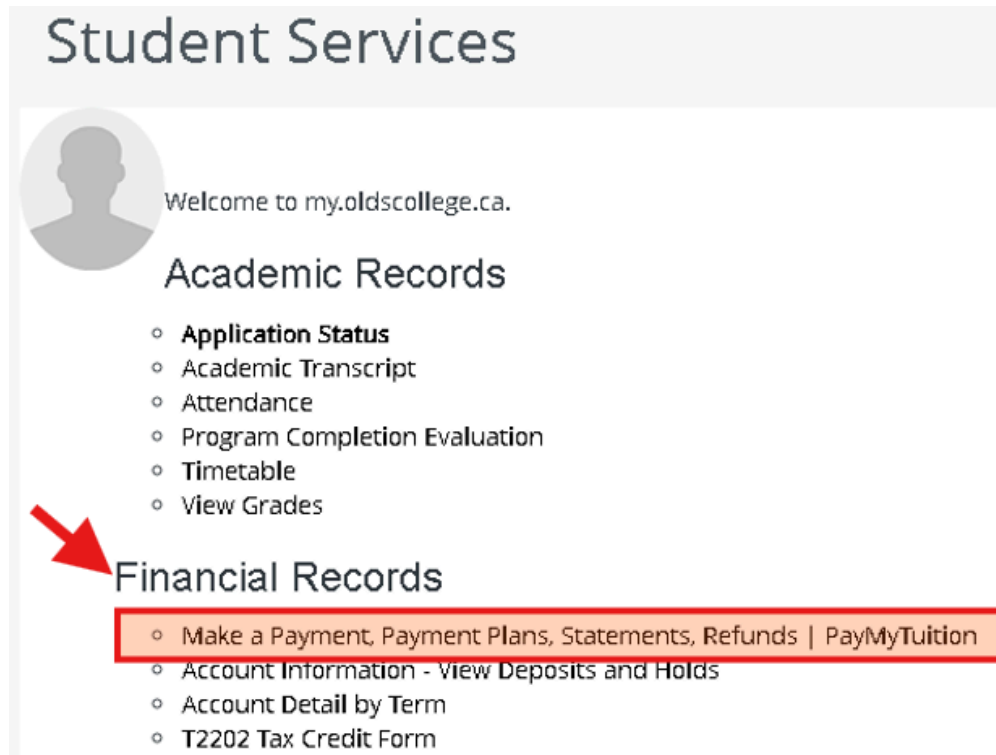 Student Services
Welcome to my.oldscollege.ca.
Academic Records
Application Status
Academic Transcript
Attendance
Program Completion Evaluation
Timetable
View Grades
Financial Records
Make a Payment, Payment Plans, Statements, Refunds | PayMyTuition
Account Information - View Deposits and Holds
Account Detail by Term
T2202 Tax Credit Form